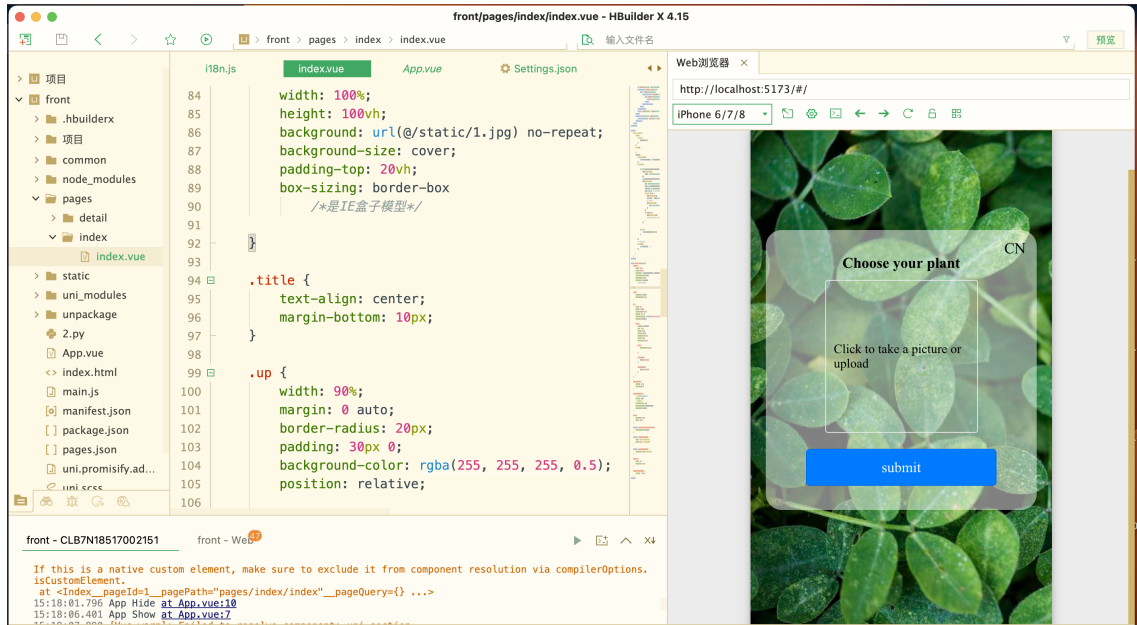 front/pages/index/index.vue - HBuilder X 4.15
front > pages > index > index.vue
输入文件名
预览
项目
front
.hbuilderx
项目
common
node_modules
pages
detail
index
index.vue
static
uni_modules
unpackage
2.py
App.vue
index.html
main.js
manifest.json
package.json
pages.json
uni.promisify.ad...
uni.scss
i18n.js
index.vue
App.vue
Settings.json
84 width: 100%;
85 height: 100vh;
86 background: url(@/static/1.jpg) no-repeat;
87 background-size: cover;
88 padding-top: 20vh;
89 box-sizing: border-box
90 /*是IE盒子模型*/
91
92 }
93
94 .title {
95 text-align: center;
96 margin-bottom: 10px;
97 }
98
99 .up {
100 width: 90%;
101 margin: 0 auto;
102 border-radius: 20px;
103 padding: 30px 0;
104 background-color: rgba(255, 255, 255, 0.5);
105 position: relative;
106
Web浏览器
http://localhost:5173/#/
iPhone 6/7/8
CN
Choose your plant
Click to take a picture or
upload
submit
front - CLB7N18517002151
front - Web
47
If this is a native custom element, make sure to exclude it from component resolution via compilerOptions.
isCustomElement.
at <Index__pageId=1__pagePath="pages/index/index"__pageQuery={} ...>
15:18:01.796 App Hide at App.vue:10
15:18:06.401 App Show at App.vue:7